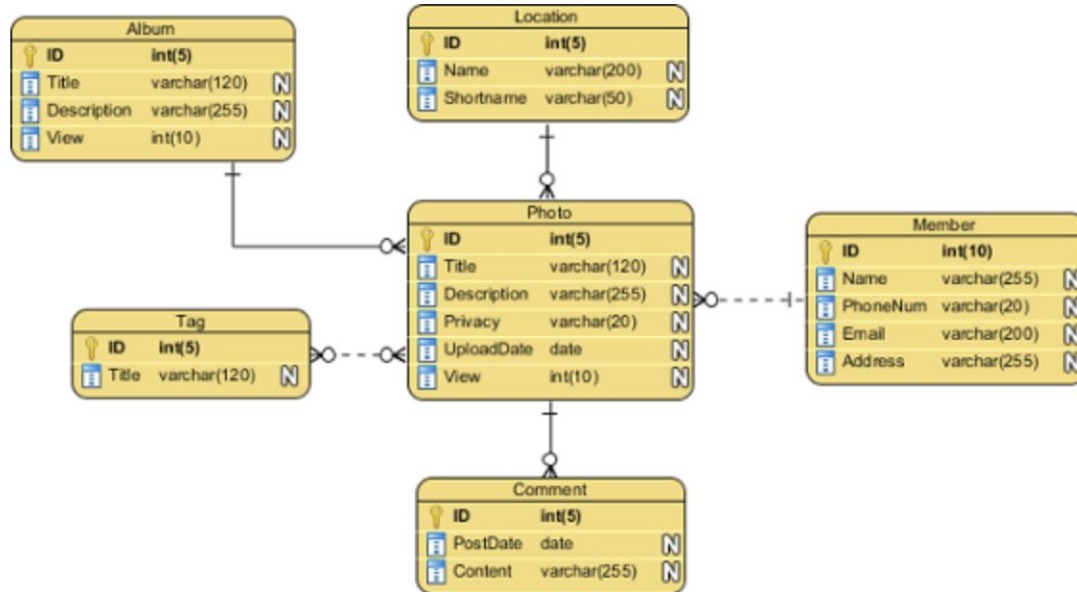 Album
ID int(5)
Title varchar(120) N
Description varchar(255) N
View int(10) N
Location
ID int(5)
Name varchar(200) N
Shortname varchar(50) N
Photo
ID int(5)
Title varchar(120) N
Description varchar(255) N
Privacy varchar(20) N
UploadDate date N
View int(10) N
Member
ID int(10)
Name varchar(255) N
PhoneNum varchar(20) N
Email varchar(200) N
Address varchar(255) N
Tag
ID int(5)
Title varchar(120) N
Comment
ID int(5)
PostDate date N
Content varchar(255) N